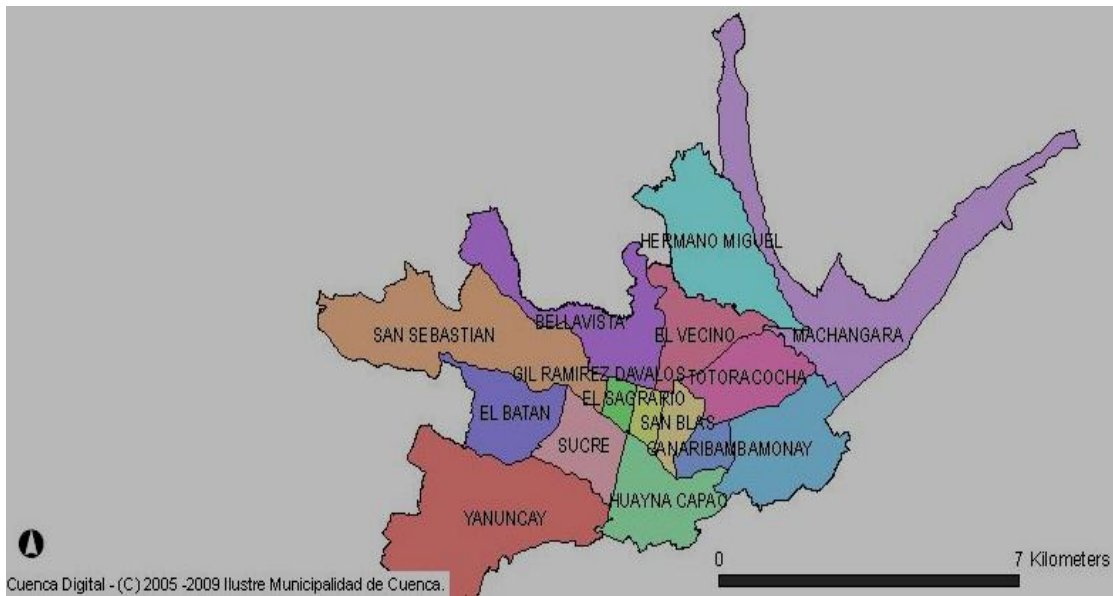 HERMANO MIGUEL
BELLAVISTA
SAN SEBASTIAN
EL VECINO
MACHANGARA
GIL RAMIREZ DAVALOS
TOTORACOCHA
EL SAGRARIO
EL BATAN
SAN BLAS
SUCRE
CANARIBAMBA
MONAY
HUAYNA CAPAC
YANUNCAY
0
7 Kilometers
Cuenca Digital - (C) 2005 -2009 Ilustre Municipalidad de Cuenca.